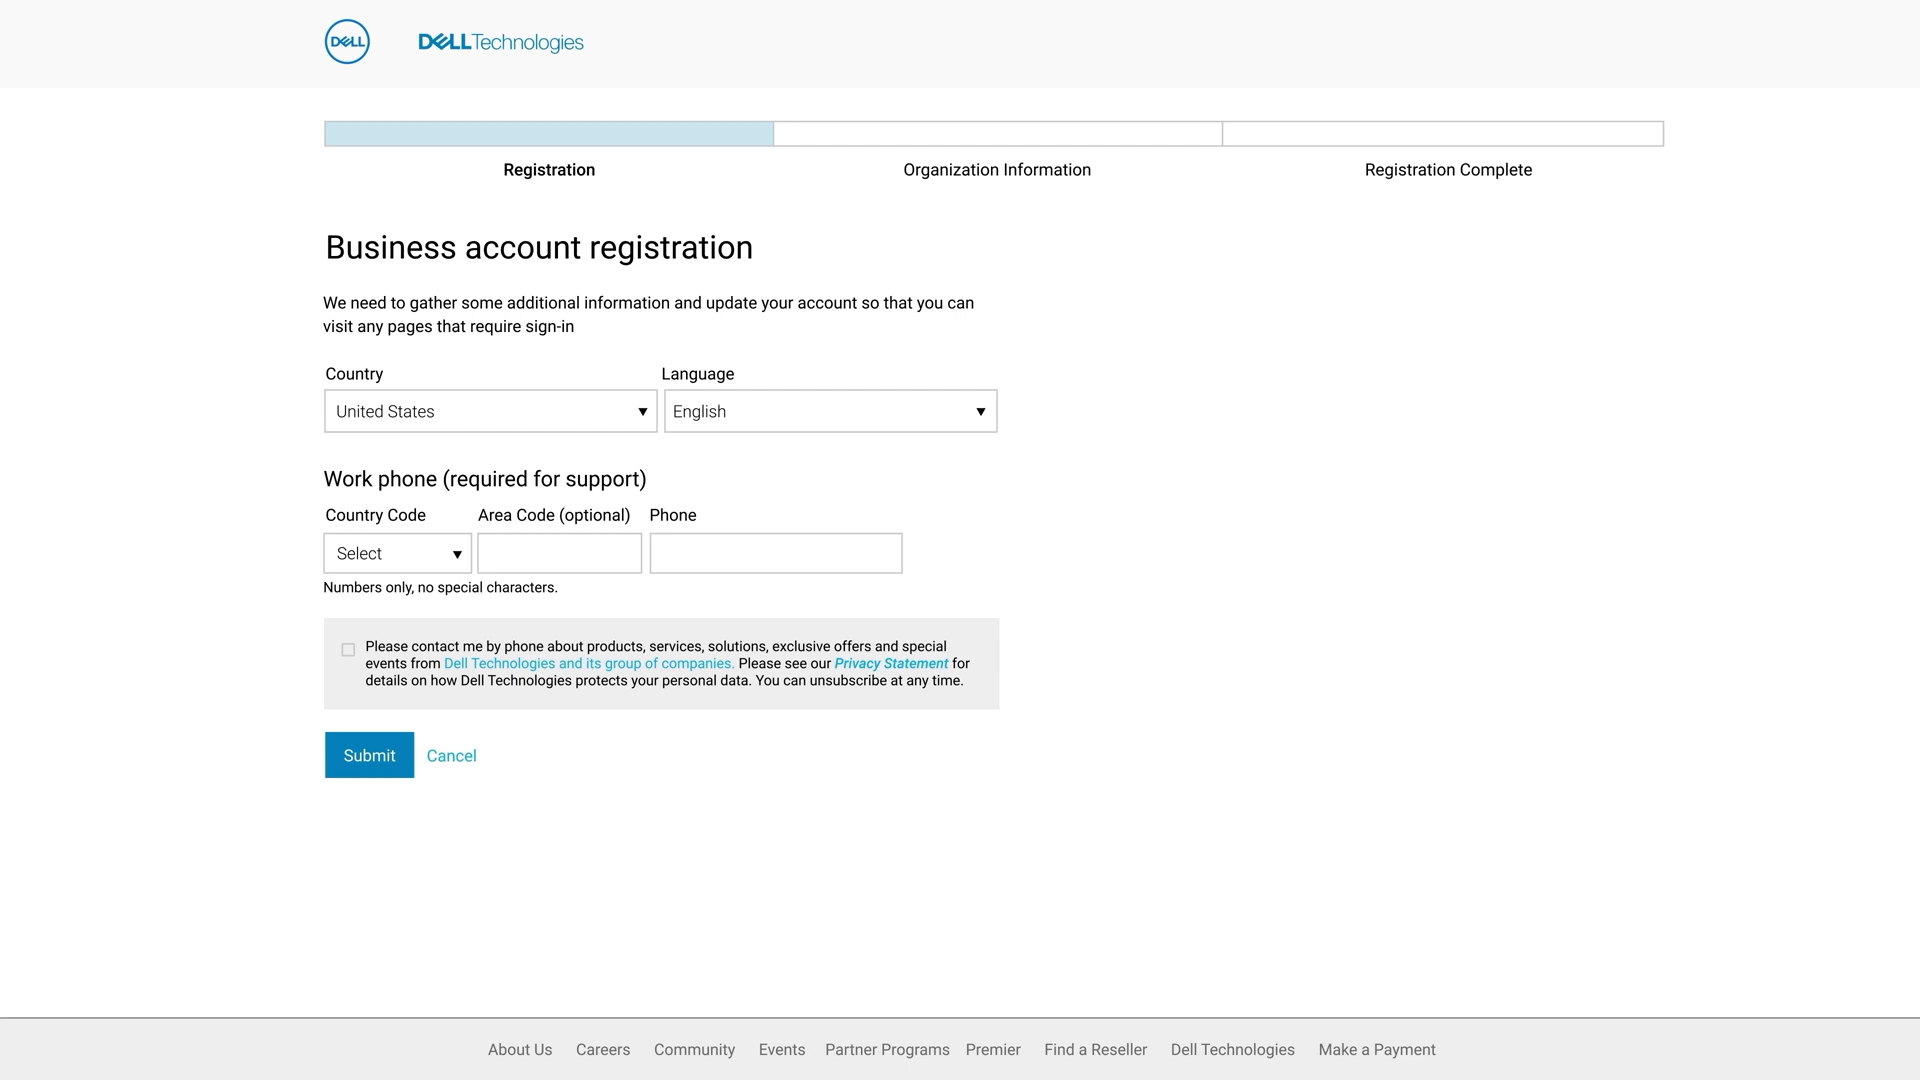 DELL DELLTechnologies
Registration Organization Information Registration Complete
Business account registration
We need to gather some additional information and update your account so that you can
visit any pages that require sign-in
Country Language
United States English
Work phone (required for support)
Country Code Area Code (optional) Phone
Select
Numbers only, no special characters.
Please contact me by phone about products, services, solutions, exclusive offers and special
events from Dell Technologies and its group of companies. Please see our Privacy Statement for
details on how Dell Technologies protects your personal data. You can unsubscribe at any time.
Submit Cancel
About Us Careers Community Events Partner Programs Premier Find a Reseller Dell Technologies Make a Payment